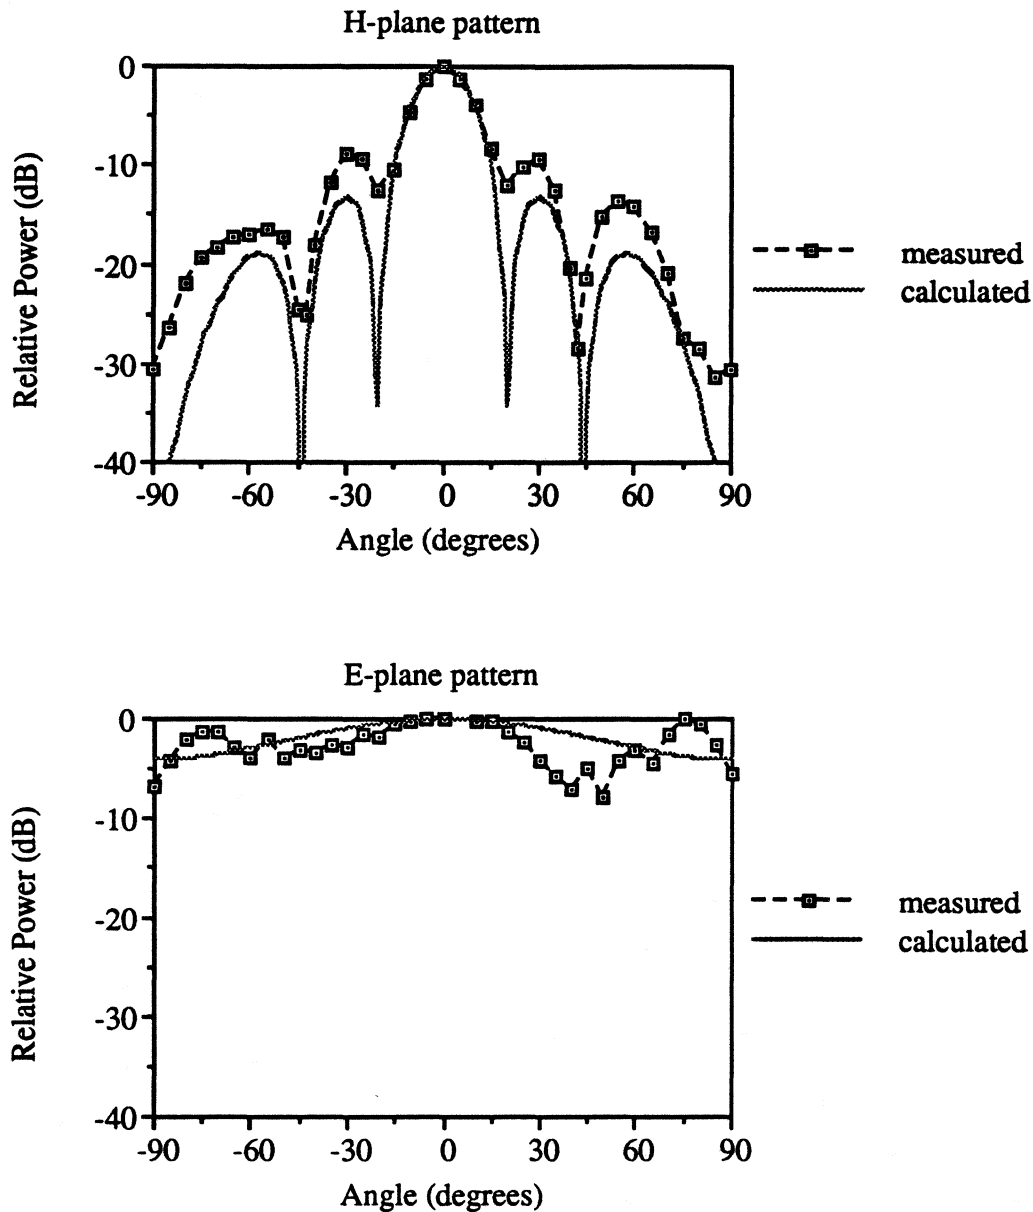 H-plane pattern
0
-10
-20
-30
-40
Relative Power (dB)
-90
-60
-30
0
30
60
90
Angle (degrees)
measured
calculated
E-plane pattern
0
-10
-20
-30
-40
Relative Power (dB)
-90
-60
-30
0
30
60
90
Angle (degrees)
measured
calculated